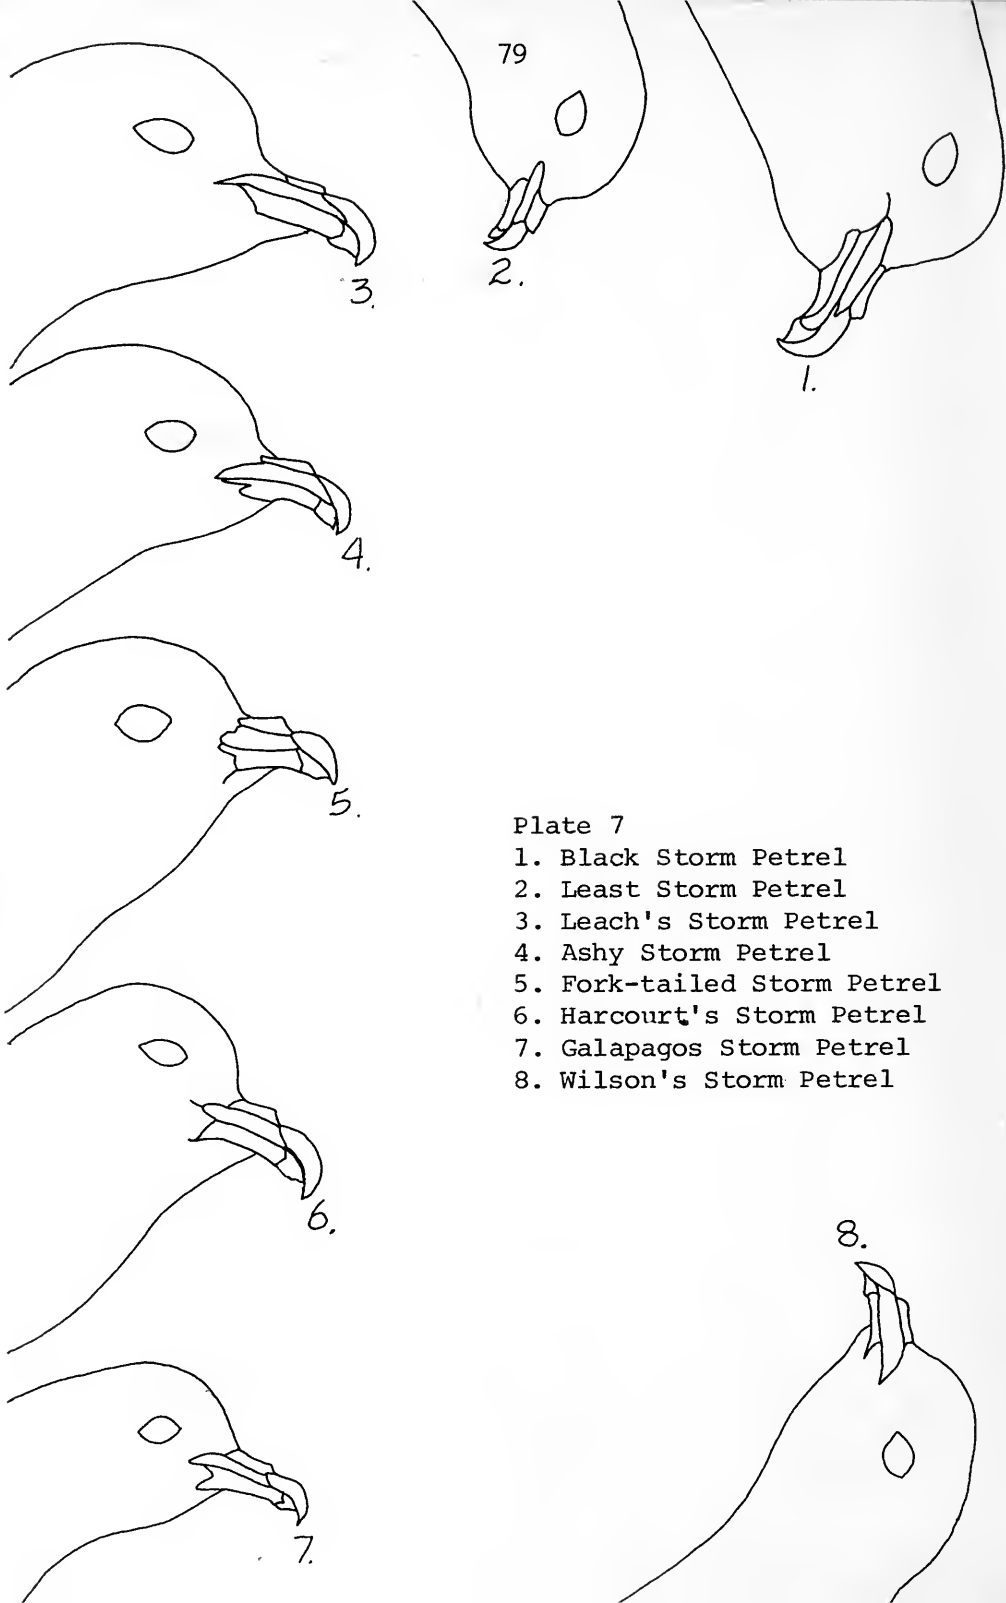 79
3.
2.
1.
4.
5.
Plate 7
1. Black Storm Petrel
2. Least Storm Petrel
3. Leach's Storm Petrel
4. Ashy Storm Petrel
5. Fork-tailed Storm Petrel
6. Harcourt's Storm Petrel
7. Galapagos Storm Petrel
8. Wilson's Storm Petrel
6.
8.
7.